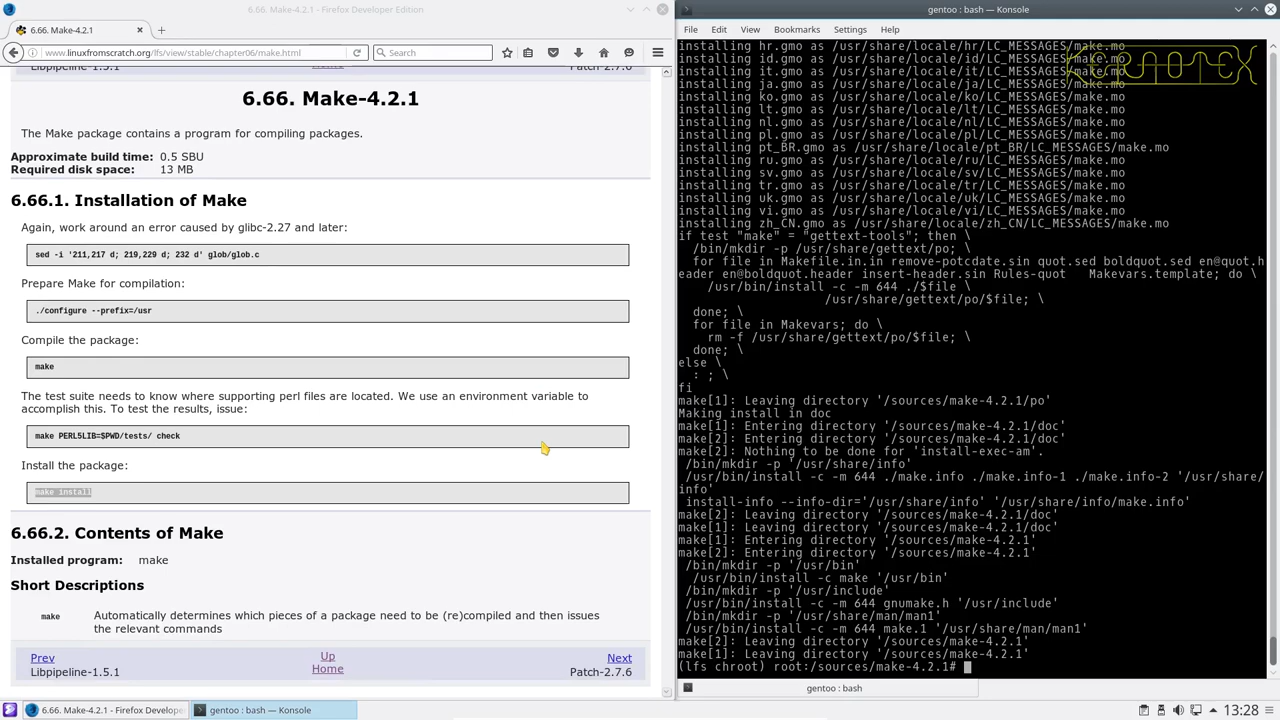 6.66. Make-4.2.1 - Firefox Developer Edition
6.66. Make-4.2.1
www.linuxfromscratch.org/lfs/view/stable/chapter06/make.html
Search
Libpipeline-1.5.1
Home
Patch-2.7.6
6.66. Make-4.2.1
The Make package contains a program for compiling packages.
Approximate build time: 0.5 SBU
Required disk space: 13 MB
6.66.1. Installation of Make
Again, work around an error caused by glibc-2.27 and later:
sed -i '211,217 d; 219,229 d; 232 d' glob/glob.c
Prepare Make for compilation:
./configure --prefix=/usr
Compile the package:
make
The test suite needs to know where supporting perl files are located. We use an environment variable to
accomplish this. To test the results, issue:
make PERL5LIB=$PWD/tests/ check
Install the package:
make install
6.66.2. Contents of Make
Installed program: make
Short Descriptions
make Automatically determines which pieces of a package need to be (re)compiled and then issues
the relevant commands
Prev Up Next
Libpipeline-1.5.1 Home Patch-2.7.6
gentoo : bash — Konsole
File Edit View Bookmarks Settings Help
KERNOTEX
installing hr.gmo as /usr/share/locale/hr/LC_MESSAGES/make.mo
installing id.gmo as /usr/share/locale/id/LC_MESSAGES/make.mo
installing it.gmo as /usr/share/locale/it/LC_MESSAGES/make.mo
installing ja.gmo as /usr/share/locale/ja/LC_MESSAGES/make.mo
installing ko.gmo as /usr/share/locale/ko/LC_MESSAGES/make.mo
installing lt.gmo as /usr/share/locale/lt/LC_MESSAGES/make.mo
installing nl.gmo as /usr/share/locale/nl/LC_MESSAGES/make.mo
installing pl.gmo as /usr/share/locale/pl/LC_MESSAGES/make.mo
installing pt_BR.gmo as /usr/share/locale/pt_BR/LC_MESSAGES/make.mo
installing ru.gmo as /usr/share/locale/ru/LC_MESSAGES/make.mo
installing sv.gmo as /usr/share/locale/sv/LC_MESSAGES/make.mo
installing tr.gmo as /usr/share/locale/tr/LC_MESSAGES/make.mo
installing uk.gmo as /usr/share/locale/uk/LC_MESSAGES/make.mo
installing vi.gmo as /usr/share/locale/vi/LC_MESSAGES/make.mo
installing zh_CN.gmo as /usr/share/locale/zh_CN/LC_MESSAGES/make.mo
if test "make" = "gettext-tools"; then \
/bin/mkdir -p /usr/share/gettext/po; \
for file in Makefile.in.in remove-potcdate.sin quot.sed boldquot.sed en@quot.h
eader en@boldquot.header insert-header.sin Rules-quot Makevars.template; do \
/usr/bin/install -c -m 644 ./$file \
/usr/share/gettext/po/$file; \
done; \
for file in Makevars; do \
rm -f /usr/share/gettext/po/$file; \
done; \
else \
: ; \
fi
make[1]: Leaving directory '/sources/make-4.2.1/po'
Making install in doc
make[1]: Entering directory '/sources/make-4.2.1/doc'
make[2]: Entering directory '/sources/make-4.2.1/doc'
make[2]: Nothing to be done for 'install-exec-am'.
/bin/mkdir -p '/usr/share/info'
/usr/bin/install -c -m 644 ./make.info ./make.info-1 ./make.info-2 '/usr/share/
info'
install-info --info-dir='/usr/share/info' '/usr/share/info/make.info'
make[2]: Leaving directory '/sources/make-4.2.1/doc'
make[1]: Leaving directory '/sources/make-4.2.1/doc'
make[1]: Entering directory '/sources/make-4.2.1'
make[2]: Entering directory '/sources/make-4.2.1'
/bin/mkdir -p '/usr/bin'
/usr/bin/install -c make '/usr/bin'
/bin/mkdir -p '/usr/include'
/usr/bin/install -c -m 644 gnumake.h '/usr/include'
/bin/mkdir -p '/usr/share/man/man1'
/usr/bin/install -c -m 644 make.1 '/usr/share/man/man1'
make[2]: Leaving directory '/sources/make-4.2.1'
make[1]: Leaving directory '/sources/make-4.2.1'
(lfs chroot) root:/sources/make-4.2.1#
gentoo : bash
6.66. Make-4.2.1 - Firefox Developer
gentoo : bash — Konsole
13:28